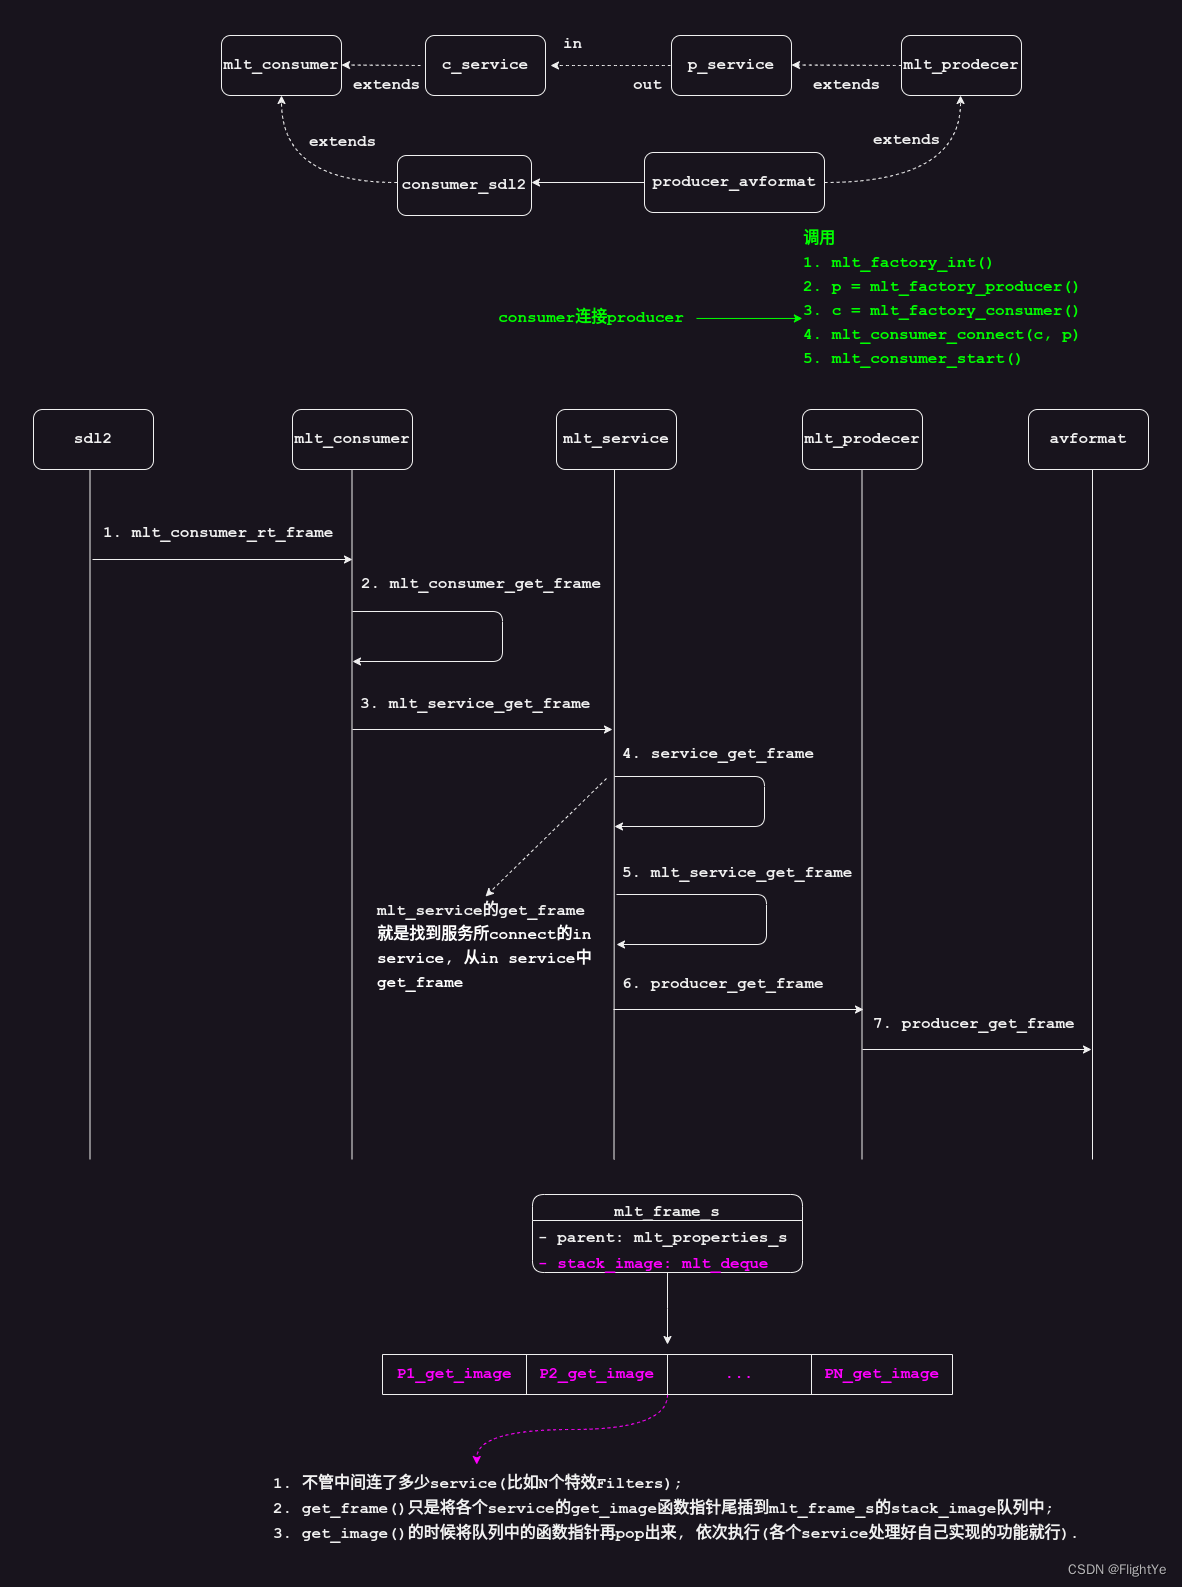 in
mlt_consumer
c_service
p_service
mlt_prodecer
extends
out
extends
extends
extends
consumer_sdl2
producer_avformat
调用
1. mlt_factory_int()
2. p = mlt_factory_producer()
consumer连接producer
3. c = mlt_factory_consumer()
4. mlt_consumer_connect(c, p)
5. mlt_consumer_start()
sdl2
mlt_consumer
mlt_service
mlt_prodecer
avformat
1. mlt_consumer_rt_frame
2. mlt_consumer_get_frame
3. mlt_service_get_frame
4. service_get_frame
5. mlt_service_get_frame
mlt_service的get_frame
就是找到服务所connect的in
service, 从in service中
get_frame
6. producer_get_frame
7. producer_get_frame
mlt_frame_s
- parent: mlt_properties_s
- stack_image: mlt_deque
P1_get_image
P2_get_image
...
PN_get_image
1. 不管中间连了多少service(比如N个特效Filters);
2. get_frame()只是将各个service的get_image函数指针尾插到mlt_frame_s的stack_image队列中;
3. get_image()的时候将队列中的函数指针再pop出来, 依次执行(各个service处理好自己实现的功能就行).
CSDN @FlightYe